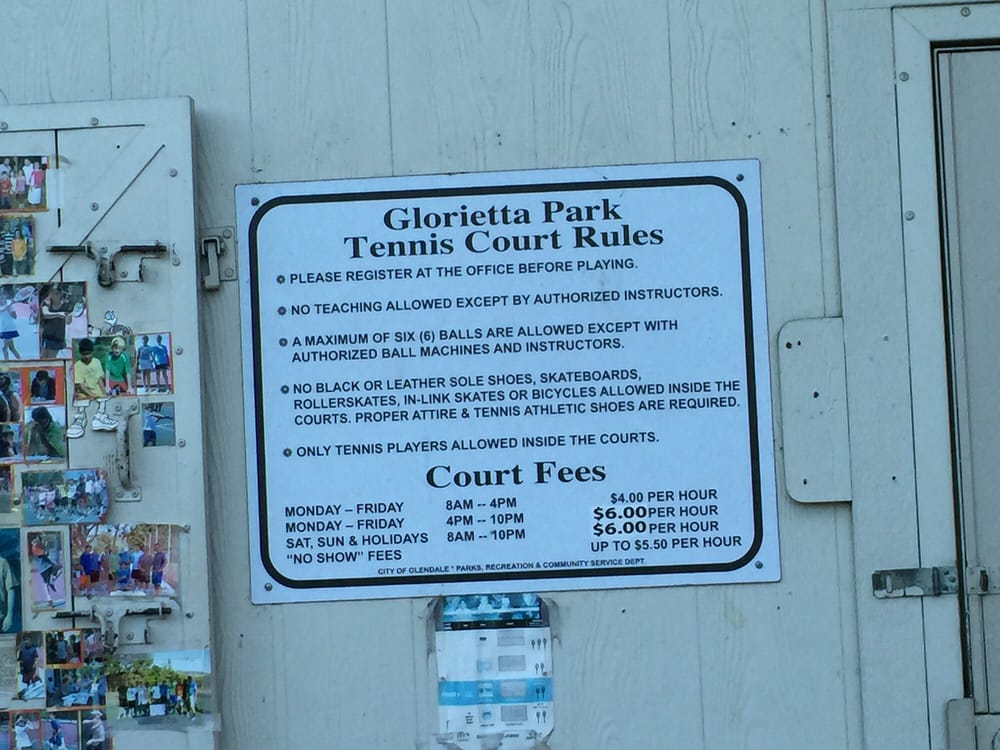 Glorietta Park
Tennis Court Rules
PLEASE REGISTER AT THE OFFICE BEFORE PLAYING.
NO TEACHING ALLOWED EXCEPT BY AUTHORIZED INSTRUCTORS.
A MAXIMUM OF SIX (6) BALLS ARE ALLOWED EXCEPT WITH
AUTHORIZED BALL MACHINES AND INSTRUCTORS.
NO BLACK OR LEATHER SOLE SHOES, SKATEBOARDS,
ROLLERSKATES, IN-LINK SKATES OR BICYCLES ALLOWED INSIDE THE
COURTS. PROPER ATTIRE & TENNIS ATHLETIC SHOES ARE REQUIRED.
ONLY TENNIS PLAYERS ALLOWED INSIDE THE COURTS.
Court Fees
MONDAY – FRIDAY 8AM -- 4PM $4.00 PER HOUR
MONDAY – FRIDAY 4PM -- 10PM $6.00 PER HOUR
SAT, SUN & HOLIDAYS 8AM -- 10PM $6.00 PER HOUR
"NO SHOW" FEES UP TO $5.50 PER HOUR
CITY OF GLENDALE * PARKS, RECREATION & COMMUNITY SERVICE DEPT